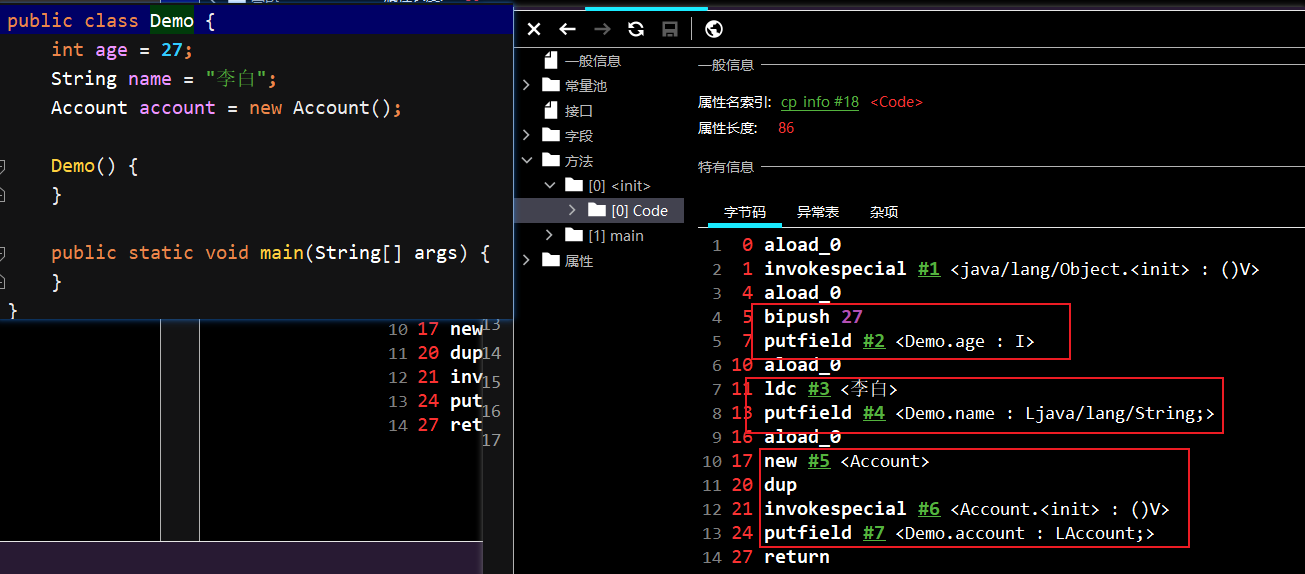 public class Demo {
int age = 27;
String name = "李白";
Account account = new Account();
Demo() {
}
public static void main(String[] args) {
}
}
10 17 new
11 20 dup
12 21 inv
13 24 put
14 27 ret
13
14
15
16
17
一般信息
常量池
接口
字段
方法
[0] <init>
[0] Code
[1] main
属性
一般信息
属性名索引: cp_info #18 <Code>
属性长度: 86
特有信息
字节码 异常表 杂项
1 0 aload_0
2 1 invokespecial #1 <java/lang/Object.<init> : ()V>
3 4 aload_0
4 5 bipush 27
5 7 putfield #2 <Demo.age : I>
6 10 aload_0
7 11 ldc #3 <李白>
8 13 putfield #4 <Demo.name : Ljava/lang/String;>
9 16 aload_0
10 17 new #5 <Account>
11 20 dup
12 21 invokespecial #6 <Account.<init> : ()V>
13 24 putfield #7 <Demo.account : LAccount;>
14 27 return